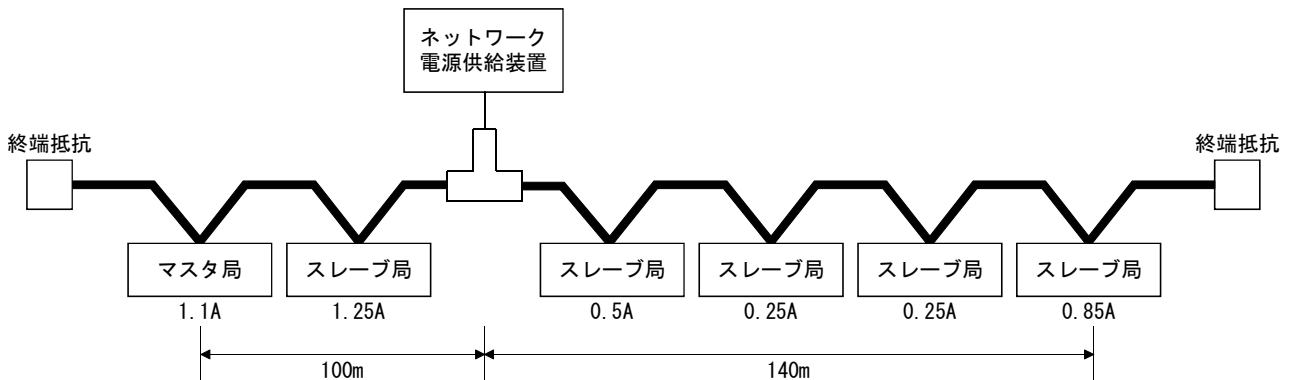 ネットワーク
電源供給装置
終端抵抗
終端抵抗
マスタ局
スレーブ局
スレーブ局
スレーブ局
スレーブ局
スレーブ局
1.1A
1.25A
0.5A
0.25A
0.25A
0.85A
100m
140m